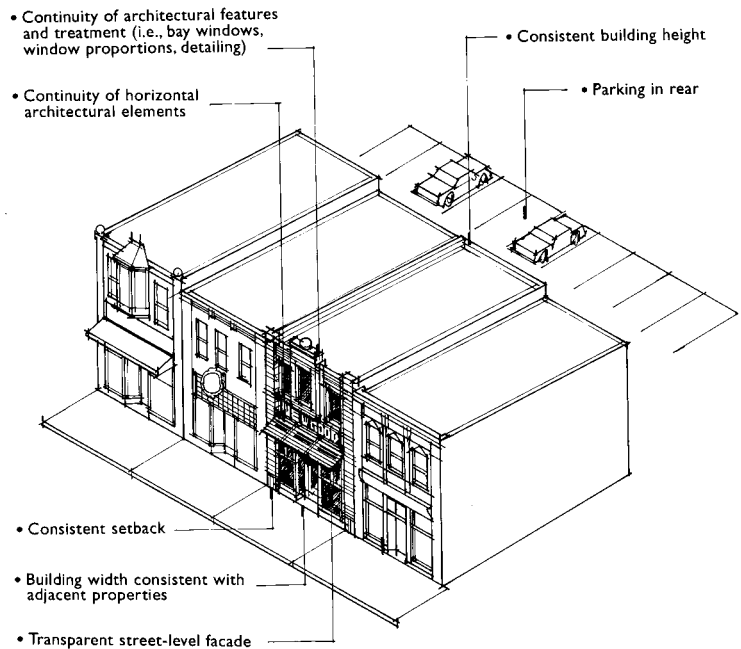 • Continuity of architectural features
and treatment (i.e., bay windows,
window proportions, detailing)
• Consistent building height
• Parking in rear
• Continuity of horizontal
architectural elements
• Consistent setback
• Building width consistent with
adjacent properties
• Transparent street-level facade